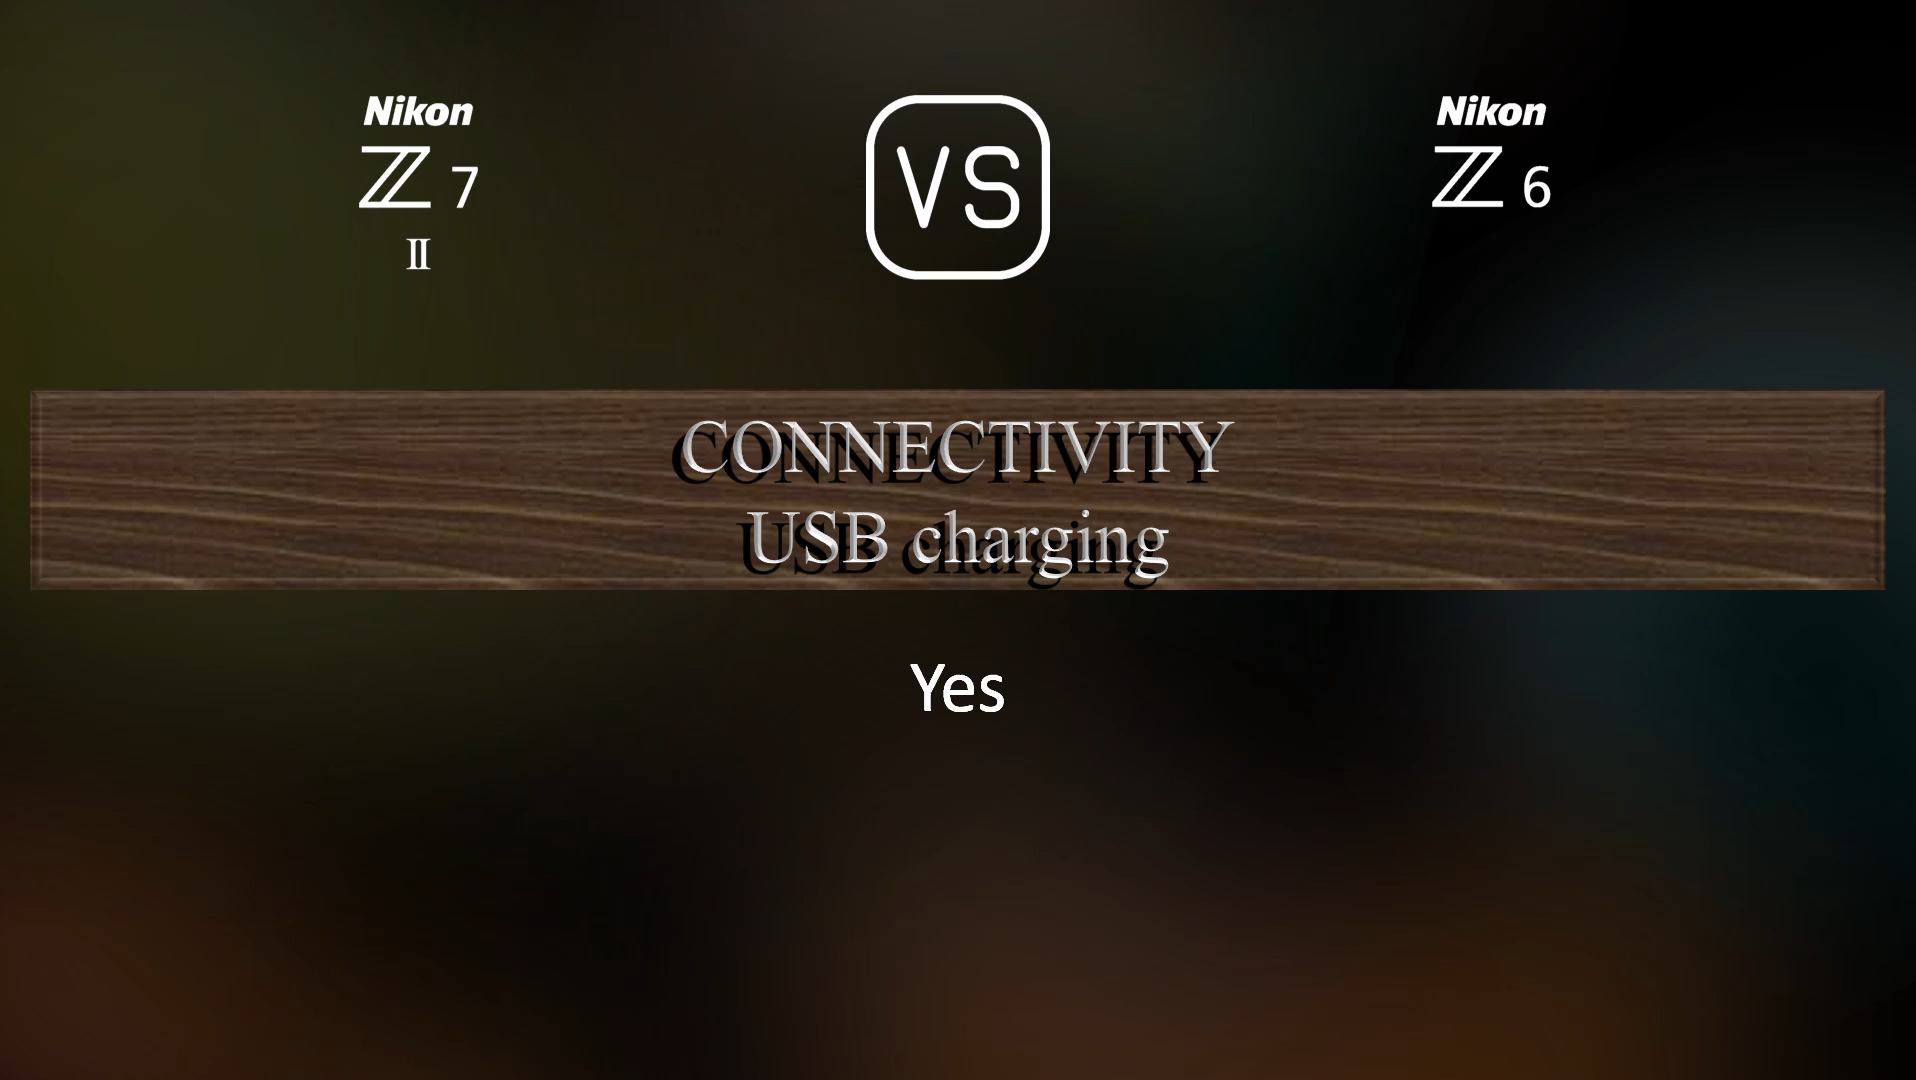 Nikon
Z 7
II
VS
Nikon
Z 6
CONNECTIVITY
USB charging
Yes